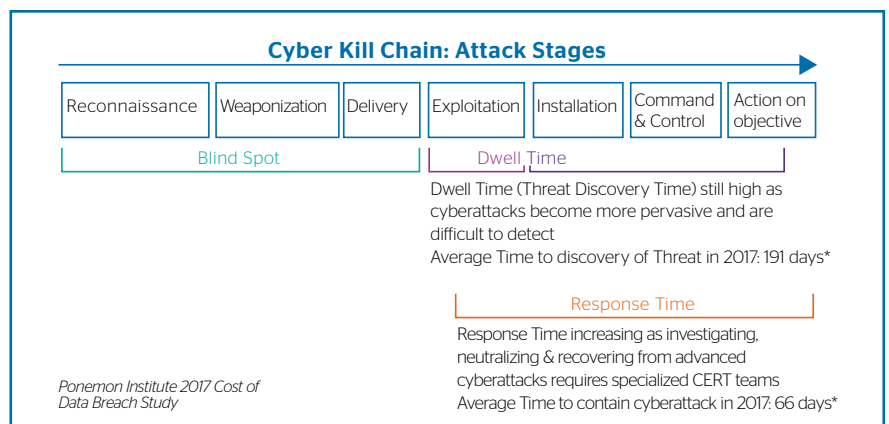 Cyber Kill Chain: Attack Stages
Reconnaissance
Weaponization
Delivery
Exploitation
Installation
Command
& Control
Action on
objective
Blind Spot
Dwell Time
Dwell Time (Threat Discovery Time) still high as
cyberattacks become more pervasive and are
difficult to detect
Average Time to discovery of Threat in 2017: 191 days*
Response Time
Response Time increasing as investigating,
neutralizing & recovering from advanced
cyberattacks requires specialized CERT teams
Average Time to contain cyberattack in 2017: 66 days*
Ponemon Institute 2017 Cost of
Data Breach Study